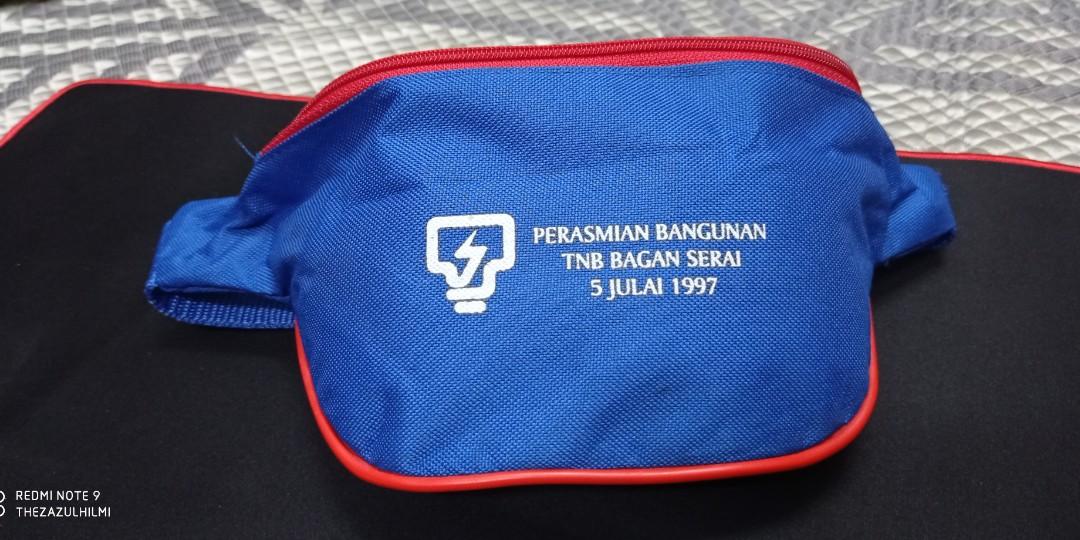 PERASMIAN BANGUNAN
TNB BAGAN SERAI
5 JULAI 1997
REDMI NOTE 9
THEZAZULHILMI